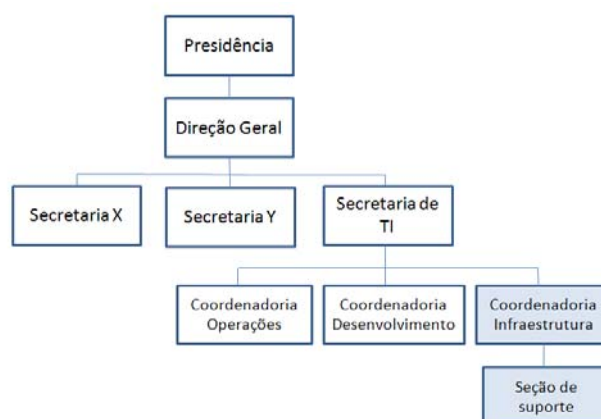 Presidência
Direção Geral
Secretaria X
Secretaria Y
Secretaria de
TI
Coordenadoria
Operações
Coordenadoria
Desenvolvimento
Coordenadoria
Infraestrutura
Seção de
suporte